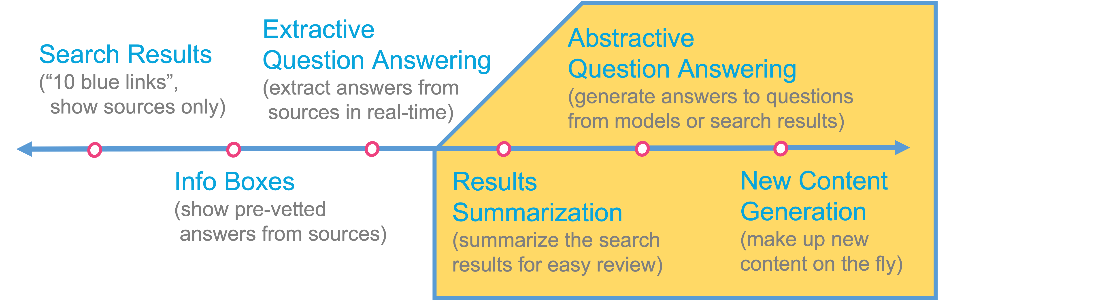 Search Results
(“10 blue links”,
show sources only)
Info Boxes
(show pre-vetted
answers from sources)
Extractive
Question Answering
(extract answers from
sources in real-time)
Results
Summarization
(summarize the search
results for easy review)
Abstractive
Question Answering
(generate answers to questions
from models or search results)
New Content
Generation
(make up new
content on the fly)